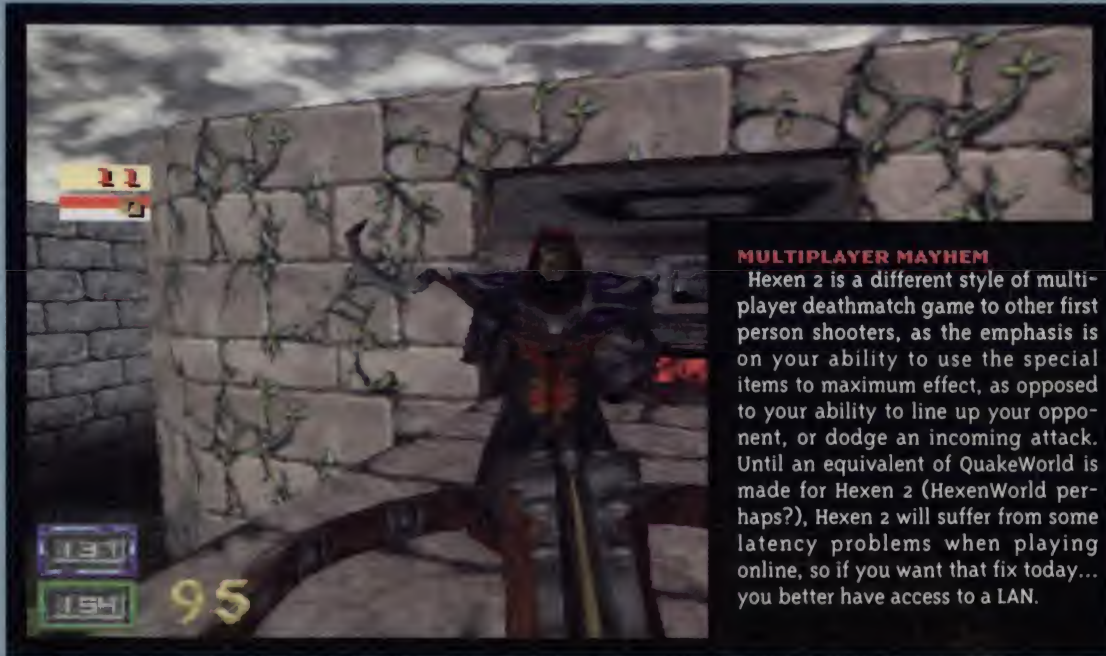 11
0
137
154
95
MULTIPLAYER MAYHEM
Hexen 2 is a different style of multi-
player deathmatch game to other first
person shooters, as the emphasis is
on your ability to use the special
items to maximum effect, as opposed
to your ability to line up your oppo-
nent, or dodge an incoming attack.
Until an equivalent of QuakeWorld is
made for Hexen 2 (HexenWorld per-
haps?), Hexen 2 will suffer from some
latency problems when playing
online, so if you want that fix today...
you better have access to a LAN.